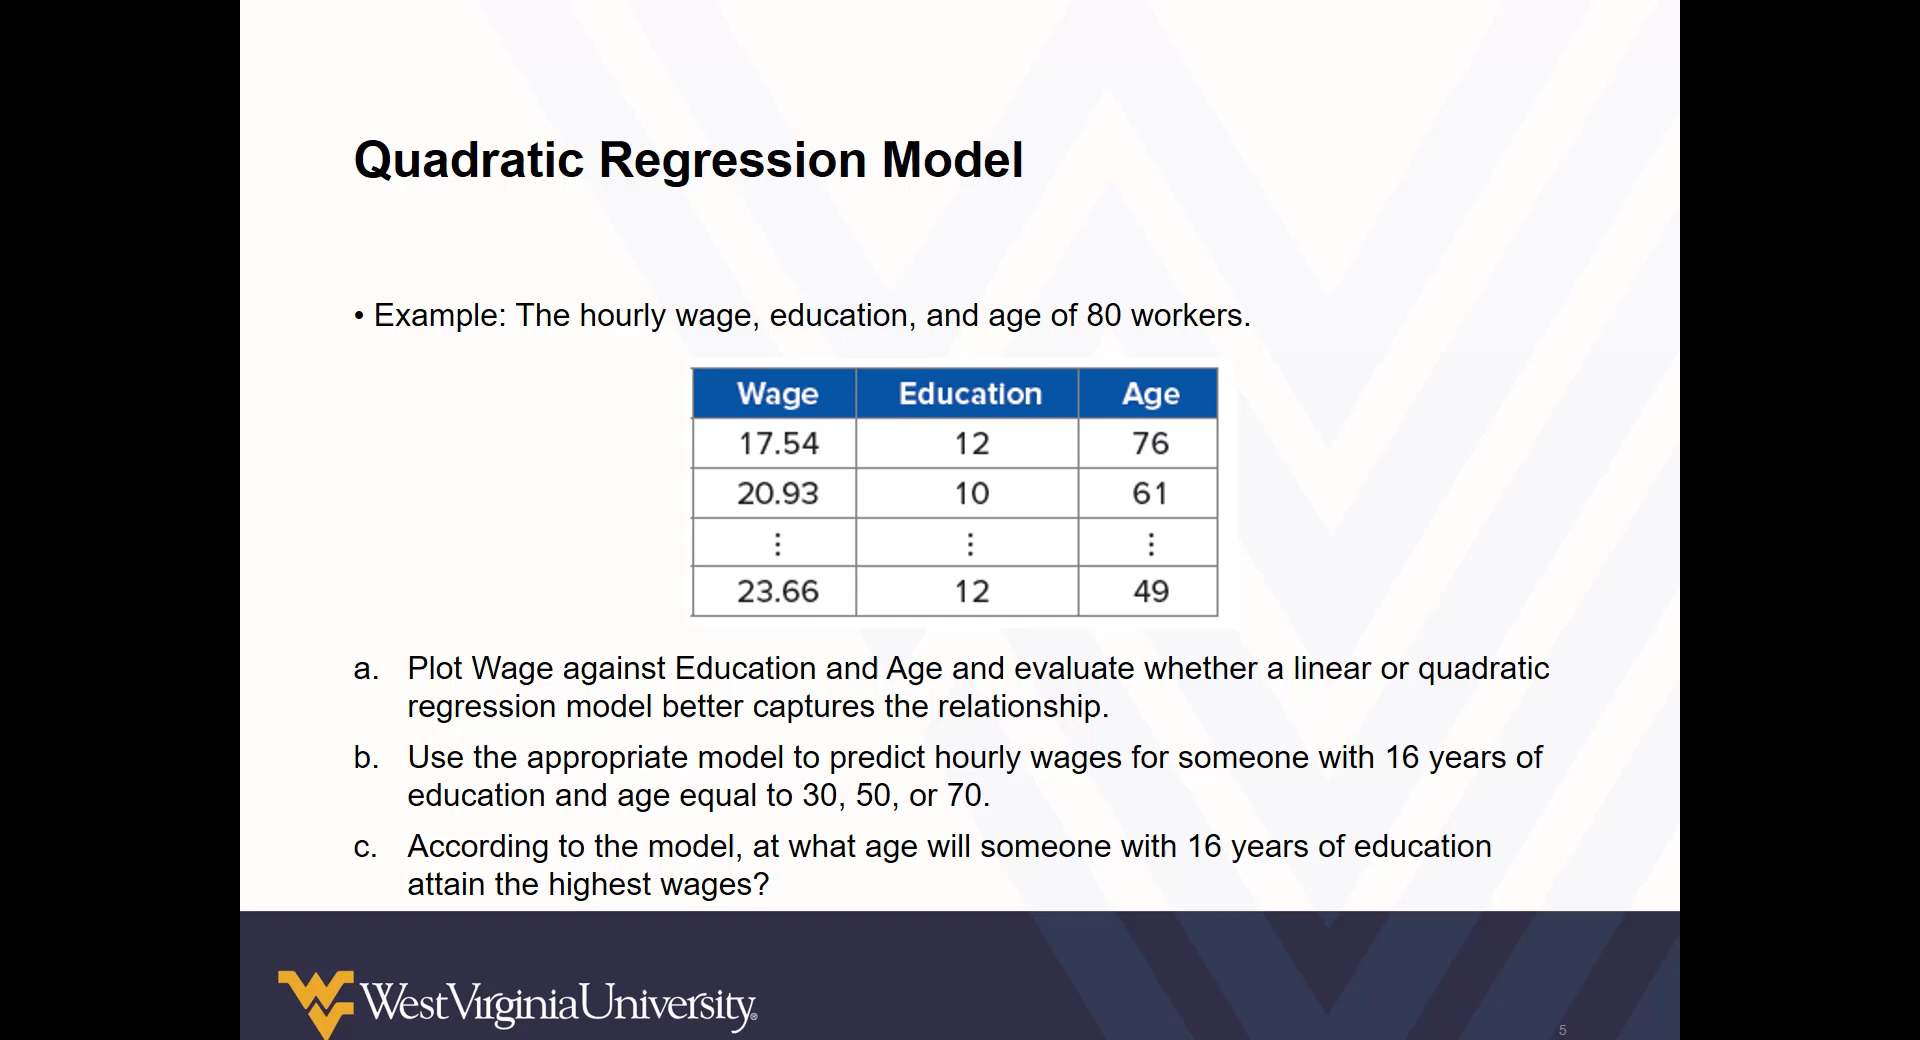 Quadratic Regression Model
• Example: The hourly wage, education, and age of 80 workers.
Wage Education Age
17.54 12 76
20.93 10 61
⋮ ⋮ ⋮
23.66 12 49
a. Plot Wage against Education and Age and evaluate whether a linear or quadratic
regression model better captures the relationship.
b. Use the appropriate model to predict hourly wages for someone with 16 years of
education and age equal to 30, 50, or 70.
c. According to the model, at what age will someone with 16 years of education
attain the highest wages?
WestVirginiaUniversity®
5